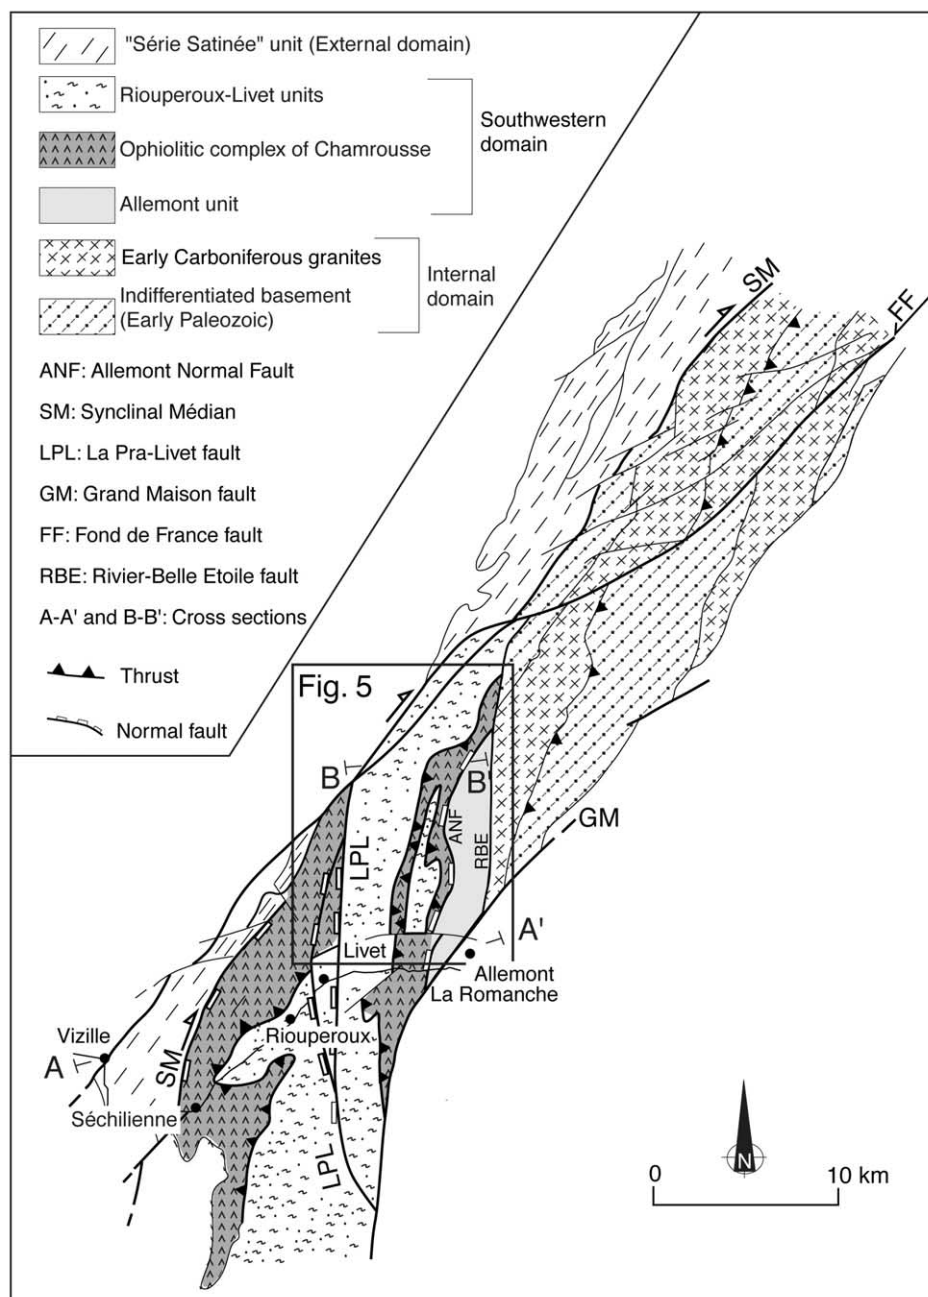 "Série Satinée" unit (External domain)
Riouperoux-Livet units
Southwestern
domain
Ophiolitic complex of Chamrousse
Allemont unit
Early Carboniferous granites
Internal
domain
Indifferentiated basement
(Early Paleozoic)
ANF: Allemont Normal Fault
SM: Synclinal Médian
LPL: La Pra-Livet fault
GM: Grand Maison fault
FF: Fond de France fault
RBE: Rivier-Belle Etoile fault
A-A' and B-B': Cross sections
Thrust
Normal fault
SM
FF
Fig. 5
B
B'
ANF
RBE
LPL
GM
A'
Livet
Allemont
La Romanche
Riouperoux
Vizille
A
SM
Séchilienne
LPL
N
0 10 km